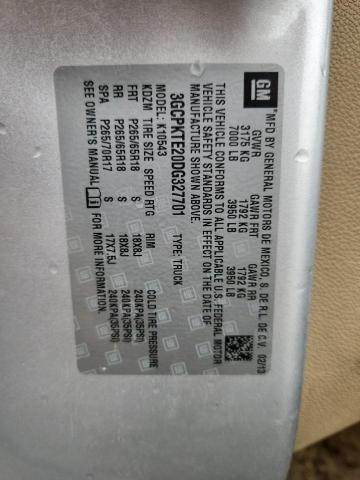 GM
MFD BY GENERAL MOTORS DE MEXICO, S. DE R.L. DE C.V. 02/13
GVWR GAWR FRT GAWR RR
3175 KG 1792 KG 1792 KG
7000 LB 3950 LB 3950 LB
THIS VEHICLE CONFORMS TO ALL APPLICABLE U.S. FEDERAL MOTOR
VEHICLE SAFETY STANDARDS IN EFFECT ON THE DATE OF
MANUFACTURE SHOWN ABOVE.
3GCPKTE20DG327701 TYPE: TRUCK
MODEL: K10543
KDZM TIRE SIZE SPEED RTG RIM COLD TIRE PRESSURE
FRT P265/65R18 S 18X8J 240KPA(35PSI)
RR P265/65R18 S 18X8J 240KPA(35PSI)
SPA P265/70R17 S 17X7.5J 240KPA(35PSI)
SEE OWNER'S MANUAL